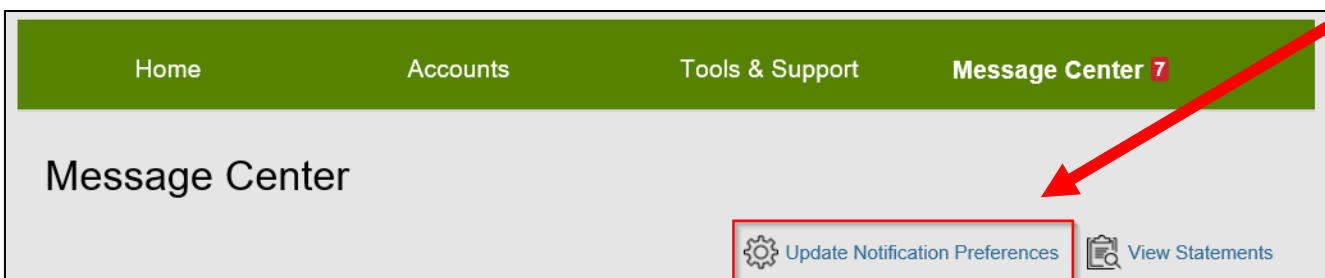 Home Accounts Tools & Support Message Center 7
Message Center
Update Notification Preferences View Statements